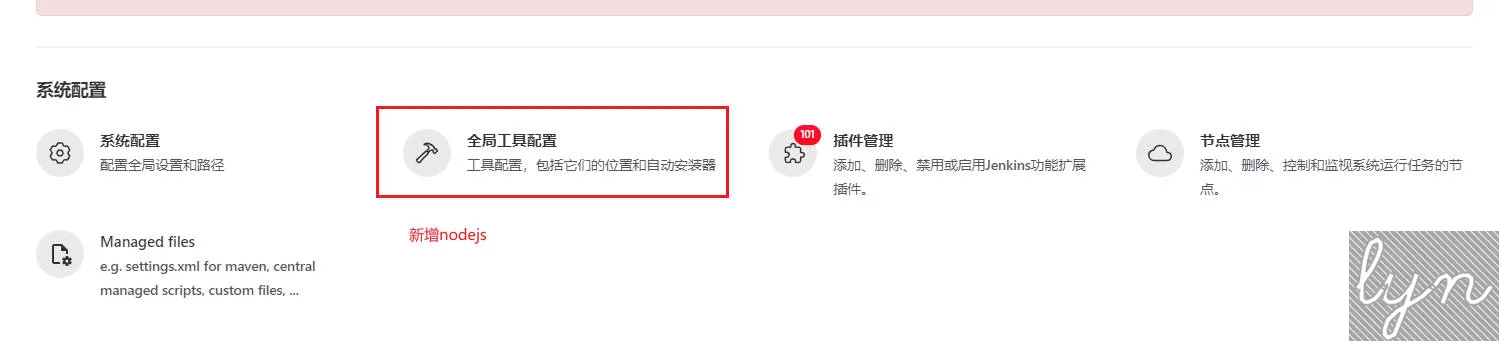 系统配置
系统配置
配置全局设置和路径
全局工具配置
工具配置，包括它们的位置和自动安装器
101
插件管理
添加、删除、禁用或启用Jenkins功能扩展
插件。
节点管理
添加、删除、控制和监视系统运行任务的节
点。
Managed files
e.g. settings.xml for maven, central
managed scripts, custom files, ...
新增nodejs
lyn